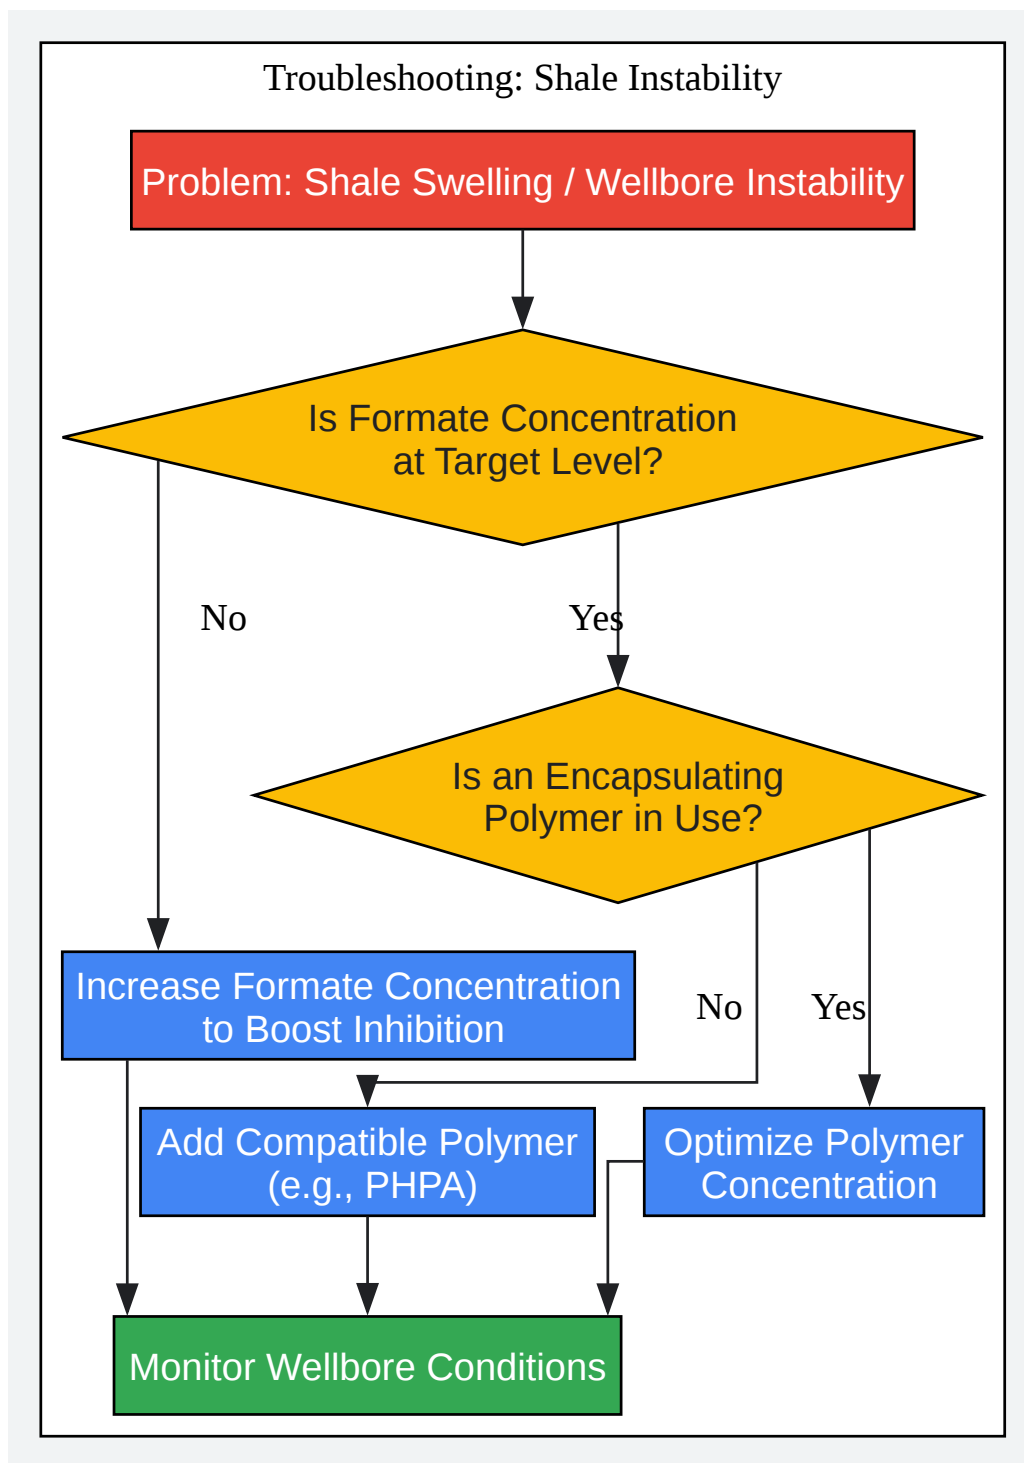 Troubleshooting: Shale Instability
Problem: Shale Swelling / Wellbore Instability
Is Formate Concentration
at Target Level?
No
Yes
Is an Encapsulating
Polymer in Use?
Increase Formate Concentration
to Boost Inhibition
No
Yes
Add Compatible Polymer
(e.g., PHPA)
Optimize Polymer
Concentration
Monitor Wellbore Conditions